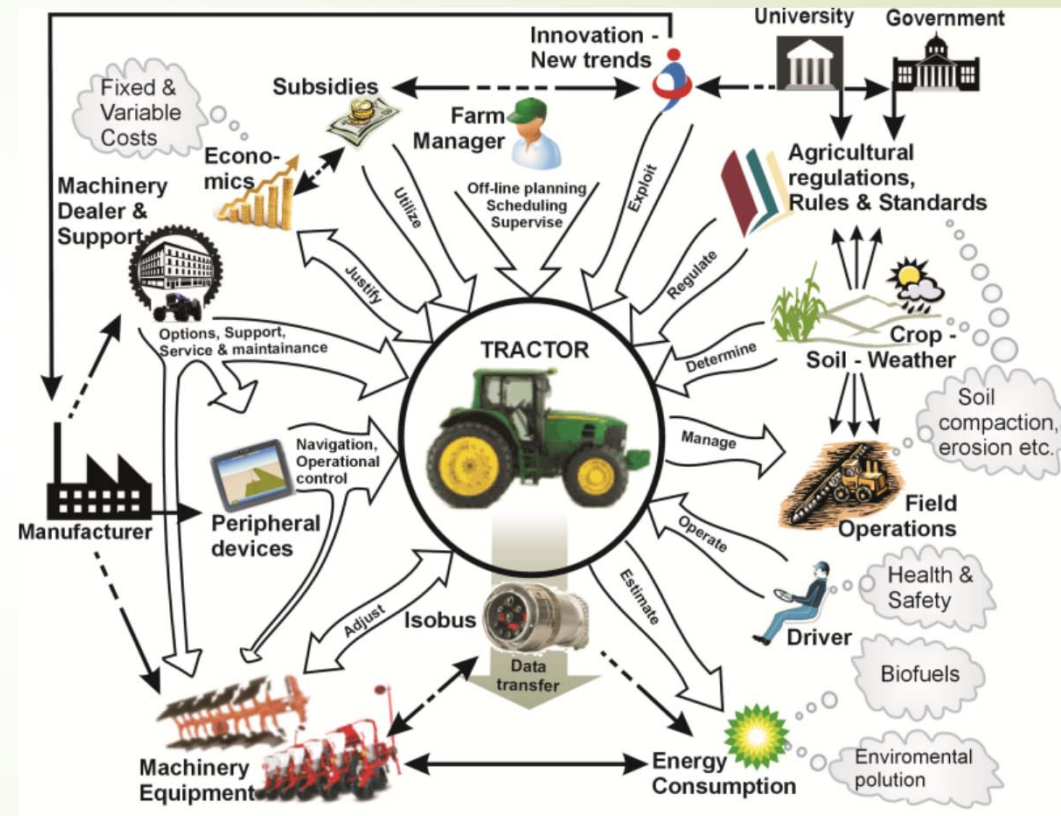 University
Government
Innovation -
New trends
Subsidies
Farm
Manager
Fixed &
Variable
Costs
Econo-
mics
Machinery
Dealer &
Support
Off-line planning
Scheduling
Supervise
Utilize
Exploit
Agricultural
regulations,
Rules & Standards
Justify
Regulate
Options, Support,
Service & maintainance
TRACTOR
Determine
Crop -
Soil - Weather
Soil
compaction,
erosion etc.
Manage
Navigation,
Operational
control
Manufacturer
Peripheral
devices
Field
Operations
Operate
Health &
Safety
Driver
Adjust
Isobus
Estimate
Data
transfer
Biofuels
Machinery
Equipment
Energy
Consumption
Enviromental
polution